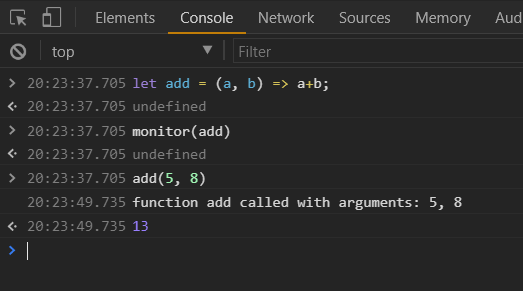 Elements Console Network Sources Memory Aud
top ▼ Filter
> 20:23:37.705 let add = (a, b) => a+b;
< 20:23:37.705 undefined
> 20:23:37.705 monitor(add)
< 20:23:37.705 undefined
> 20:23:37.705 add(5, 8)
20:23:49.735 function add called with arguments: 5, 8
< 20:23:49.735 13
>